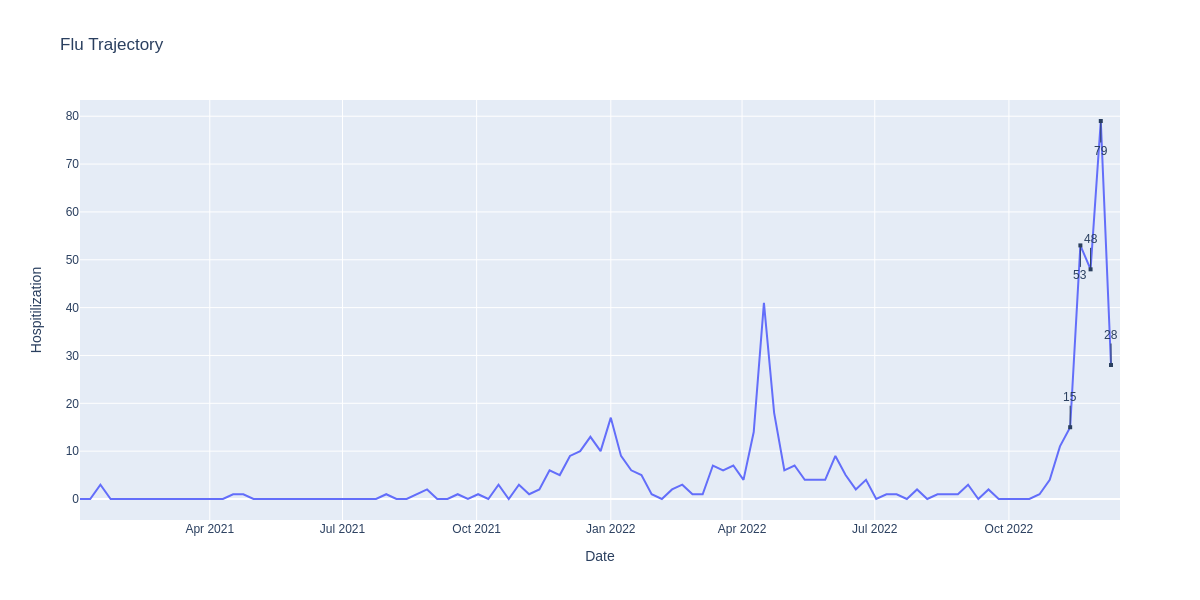 Flu Trajectory
80
70
60
50
40
30
20
10
0
Hospitilization
79
48
53
28
15
Apr 2021
Jul 2021
Oct 2021
Jan 2022
Apr 2022
Jul 2022
Oct 2022
Date